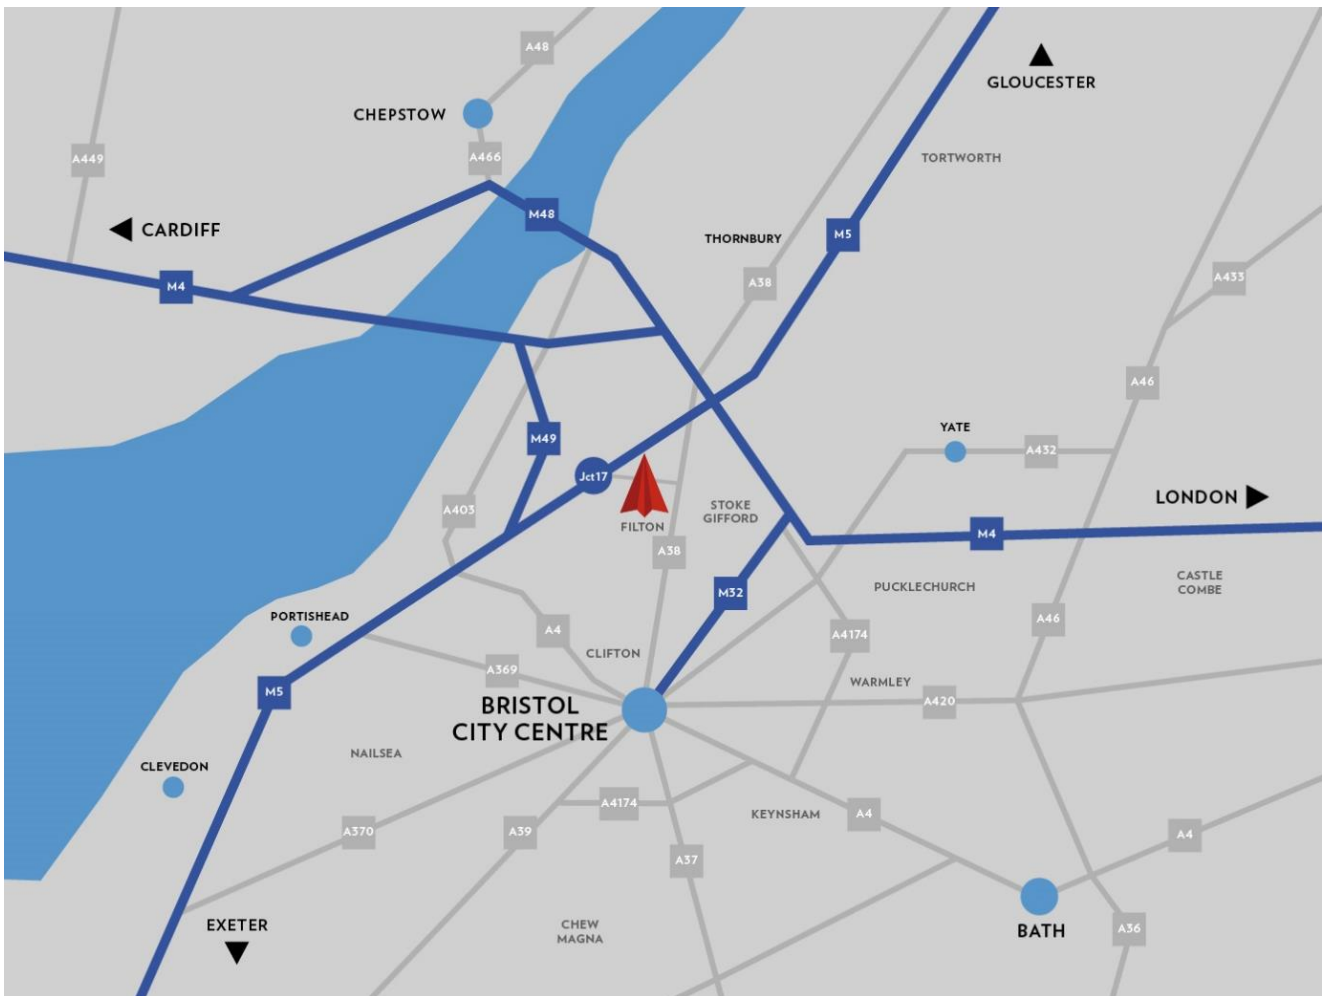 A48
GLOUCESTER
CHEPSTOW
A449
A466
TORTWORTH
M48
CARDIFF
THORNBURY
M5
M4
A38
A433
A46
YATE
M49
A432
Jct17
LONDON
A403
STOKE
GIFFORD
FILTON
M4
A38
CASTLE
COMBE
PUCKLECHURCH
M32
PORTISHEAD
A46
A4
A4174
CLIFTON
A369
WARMLEY
M5
A420
BRISTOL
CITY CENTRE
NAILSEA
CLEVEDON
A4174
KEYNSHAM
A4
A370
A39
A4
A37
EXETER
CHEW
MAGNA
BATH
A36